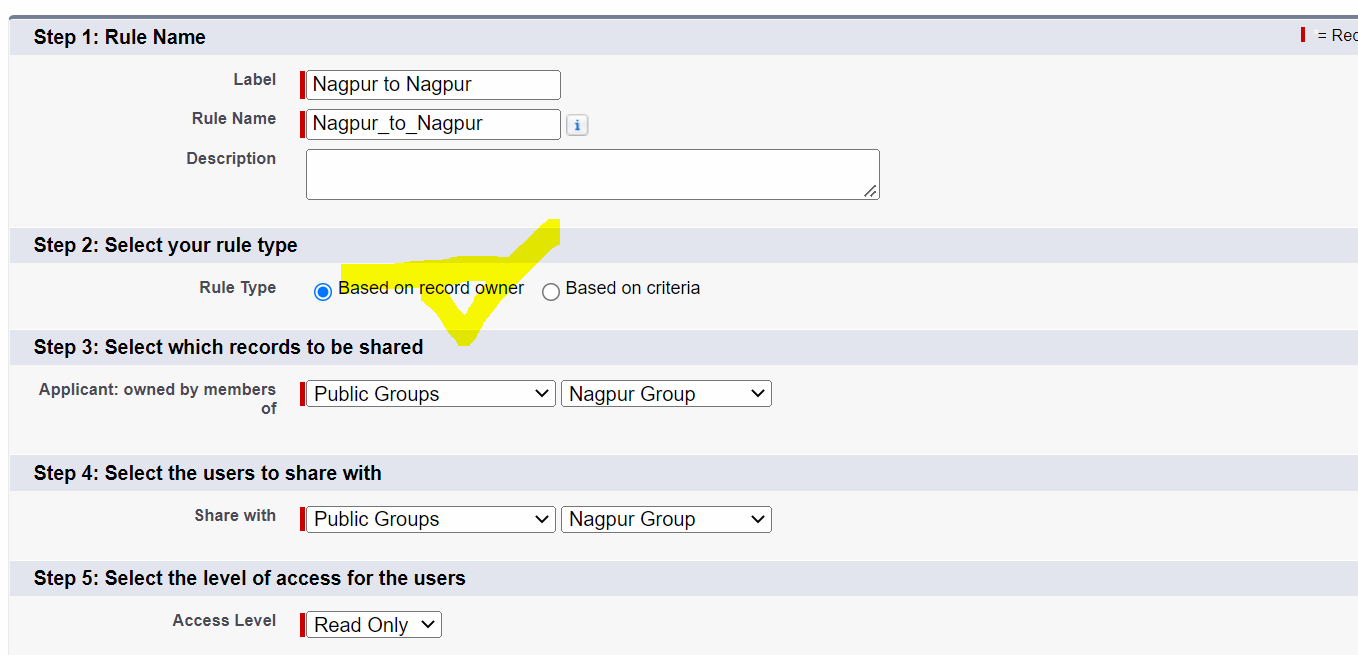 Step 1: Rule Name
= Rec
Label
Nagpur to Nagpur
Rule Name
Nagpur_to_Nagpur
i
Description
Step 2: Select your rule type
Rule Type
Based on record owner
Based on criteria
Step 3: Select which records to be shared
Applicant: owned by members
of
Public Groups
Nagpur Group
Step 4: Select the users to share with
Share with
Public Groups
Nagpur Group
Step 5: Select the level of access for the users
Access Level
Read Only